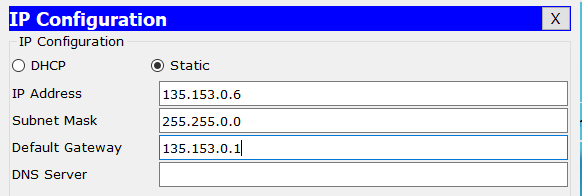 IP Configuration X
IP Configuration
DHCP Static
IP Address 135.153.0.6
Subnet Mask 255.255.0.0
Default Gateway 135.153.0.1
DNS Server